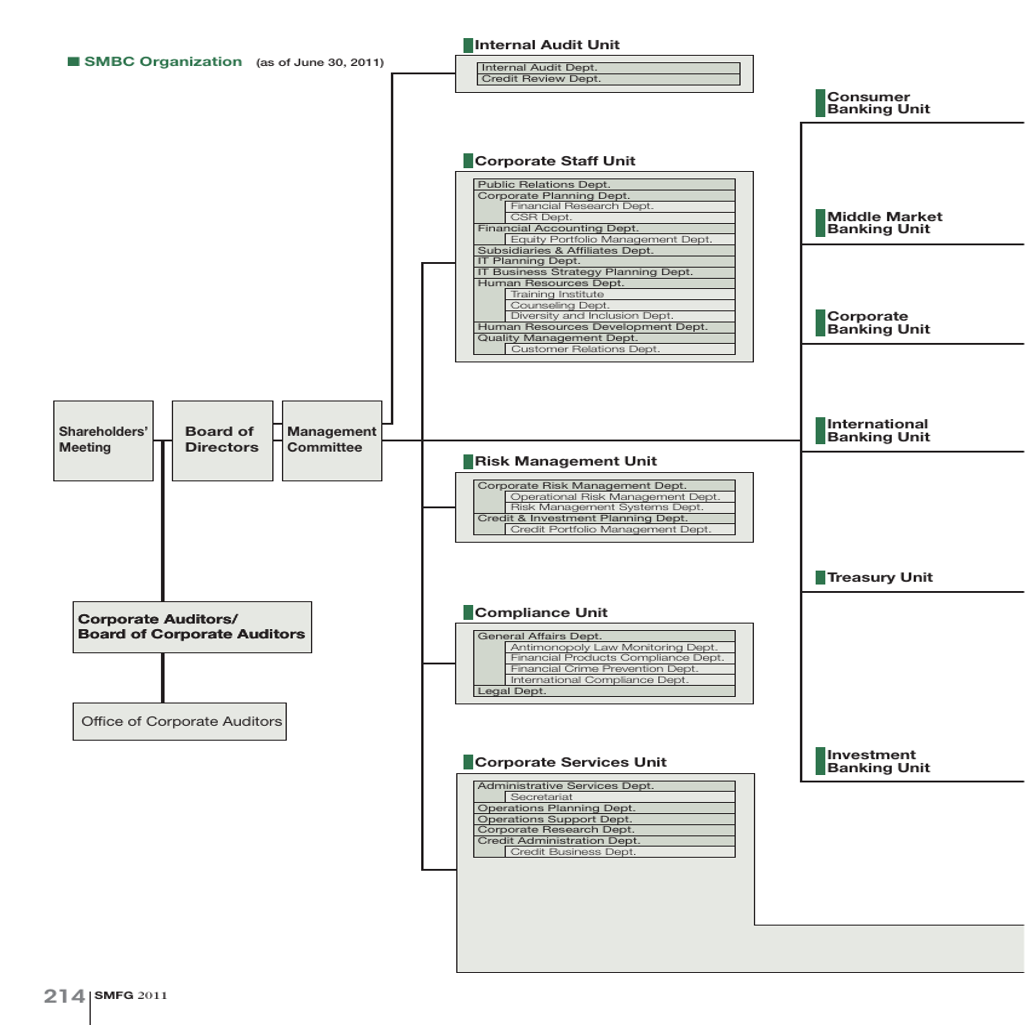 SMBC Organization (as of June 30, 2011)
Internal Audit Unit
Internal Audit Dept.
Credit Review Dept.
Corporate Staff Unit
Public Relations Dept.
Corporate Planning Dept.
Financial Research Dept.
CSR Dept.
Financial Accounting Dept.
Equity Portfolio Management Dept.
Subsidiaries & Affiliates Dept.
IT Planning Dept.
IT Business Strategy Planning Dept.
Human Resources Dept.
Training Institute
Counseling Dept.
Diversity and Inclusion Dept.
Human Resources Development Dept.
Quality Management Dept.
Customer Relations Dept.
Shareholders'
Meeting
Board of
Directors
Management
Committee
Risk Management Unit
Corporate Risk Management Dept.
Operational Risk Management Dept.
Risk Management Systems Dept.
Credit & Investment Planning Dept.
Credit Portfolio Management Dept.
Corporate Auditors/
Board of Corporate Auditors
Office of Corporate Auditors
Compliance Unit
General Affairs Dept.
Antimonopoly Law Monitoring Dept.
Financial Products Compliance Dept.
Financial Crime Prevention Dept.
International Compliance Dept.
Legal Dept.
Corporate Services Unit
Administrative Services Dept.
Secretariat
Operations Planning Dept.
Operations Support Dept.
Corporate Research Dept.
Credit Administration Dept.
Credit Business Dept.
Consumer
Banking Unit
Middle Market
Banking Unit
Corporate
Banking Unit
International
Banking Unit
Treasury Unit
Investment
Banking Unit
214 SMFG 2011